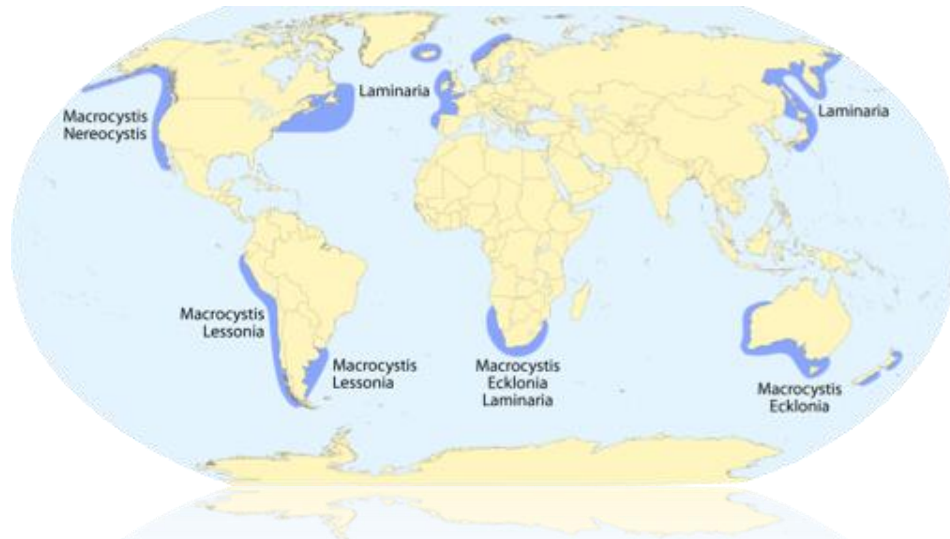 Macrocystis
Nereocystis
Laminaria
Laminaria
Macrocystis
Lessonia
Macrocystis
Lessonia
Macrocystis
Ecklonia
Laminaria
Macrocystis
Ecklonia